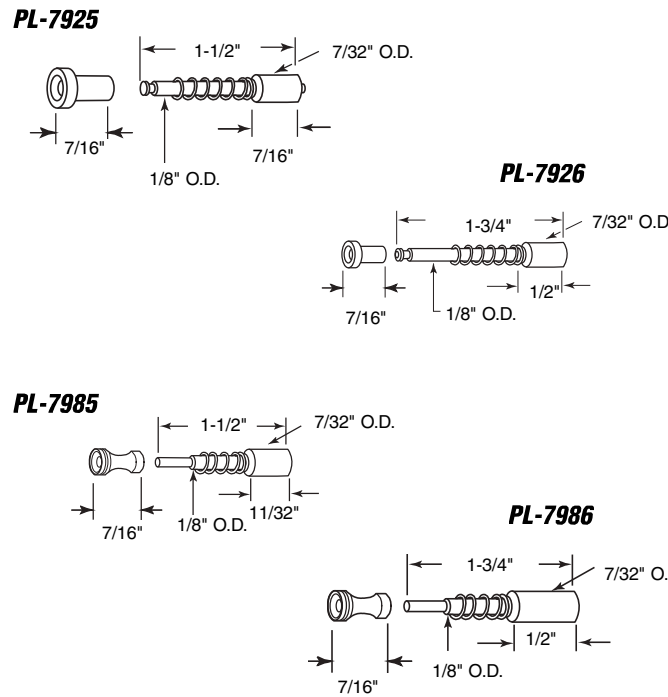 PL-7925
1-1/2"
7/32" O.D.
7/16"
7/16"
1/8" O.D.
PL-7926
1-3/4"
7/32" O.D
1/2"
7/16"
1/8" O.D.
PL-7985
1-1/2"
7/32" O.D.
11/32"
7/16"
1/8" O.D.
PL-7986
1-3/4"
7/32" O.
1/2"
1/8" O.D.
7/16"